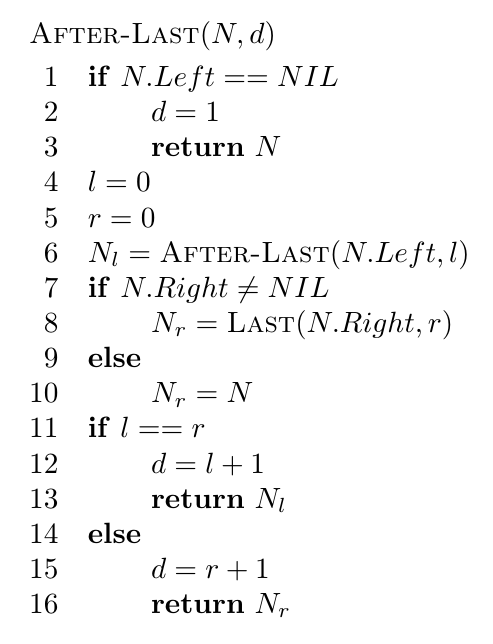 AFTER-LAST(N, d)
1 if N.Left == NIL
2 d = 1
3 return N
4 l = 0
5 r = 0
6 N_l = AFTER-LAST(N.Left, l)
7 if N.Right ≠ NIL
8 N_r = LAST(N.Right, r)
9 else
10 N_r = N
11 if l == r
12 d = l + 1
13 return N_l
14 else
15 d = r + 1
16 return N_r